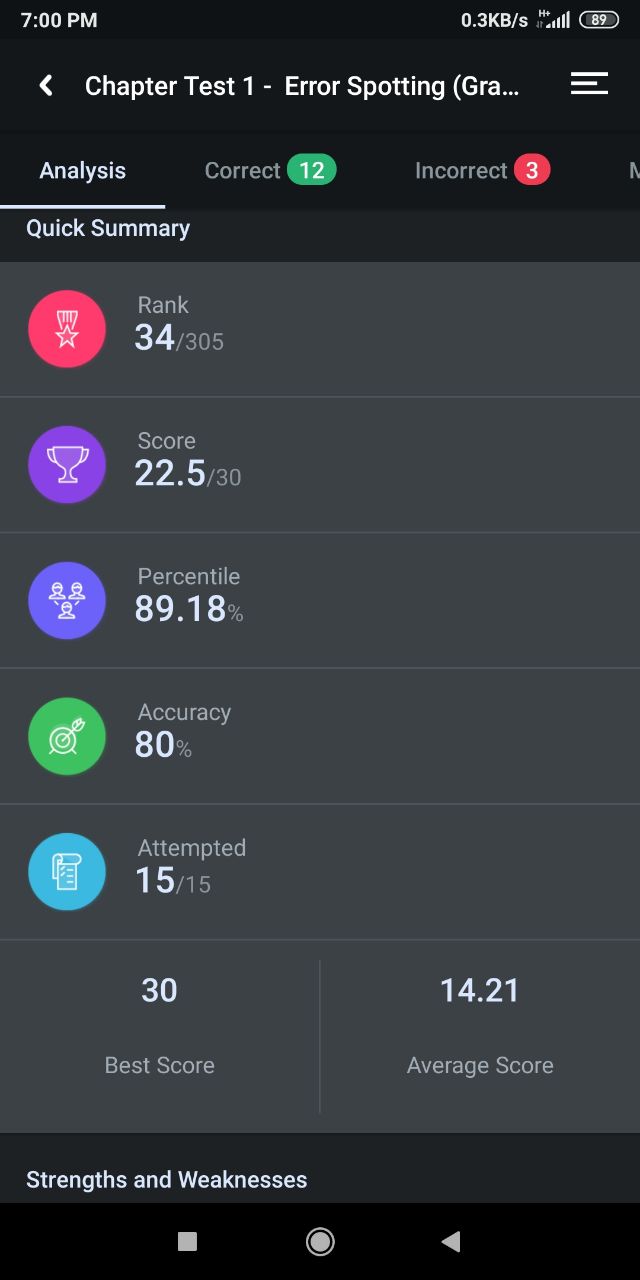 7:00 PM 0.3KB/s H+ 89
Chapter Test 1 - Error Spotting (Gra...
Analysis Correct 12 Incorrect 3 M
Quick Summary
Rank
34/305
Score
22.5/30
Percentile
89.18%
Accuracy
80%
Attempted
15/15
30 14.21
Best Score Average Score
Strengths and Weaknesses